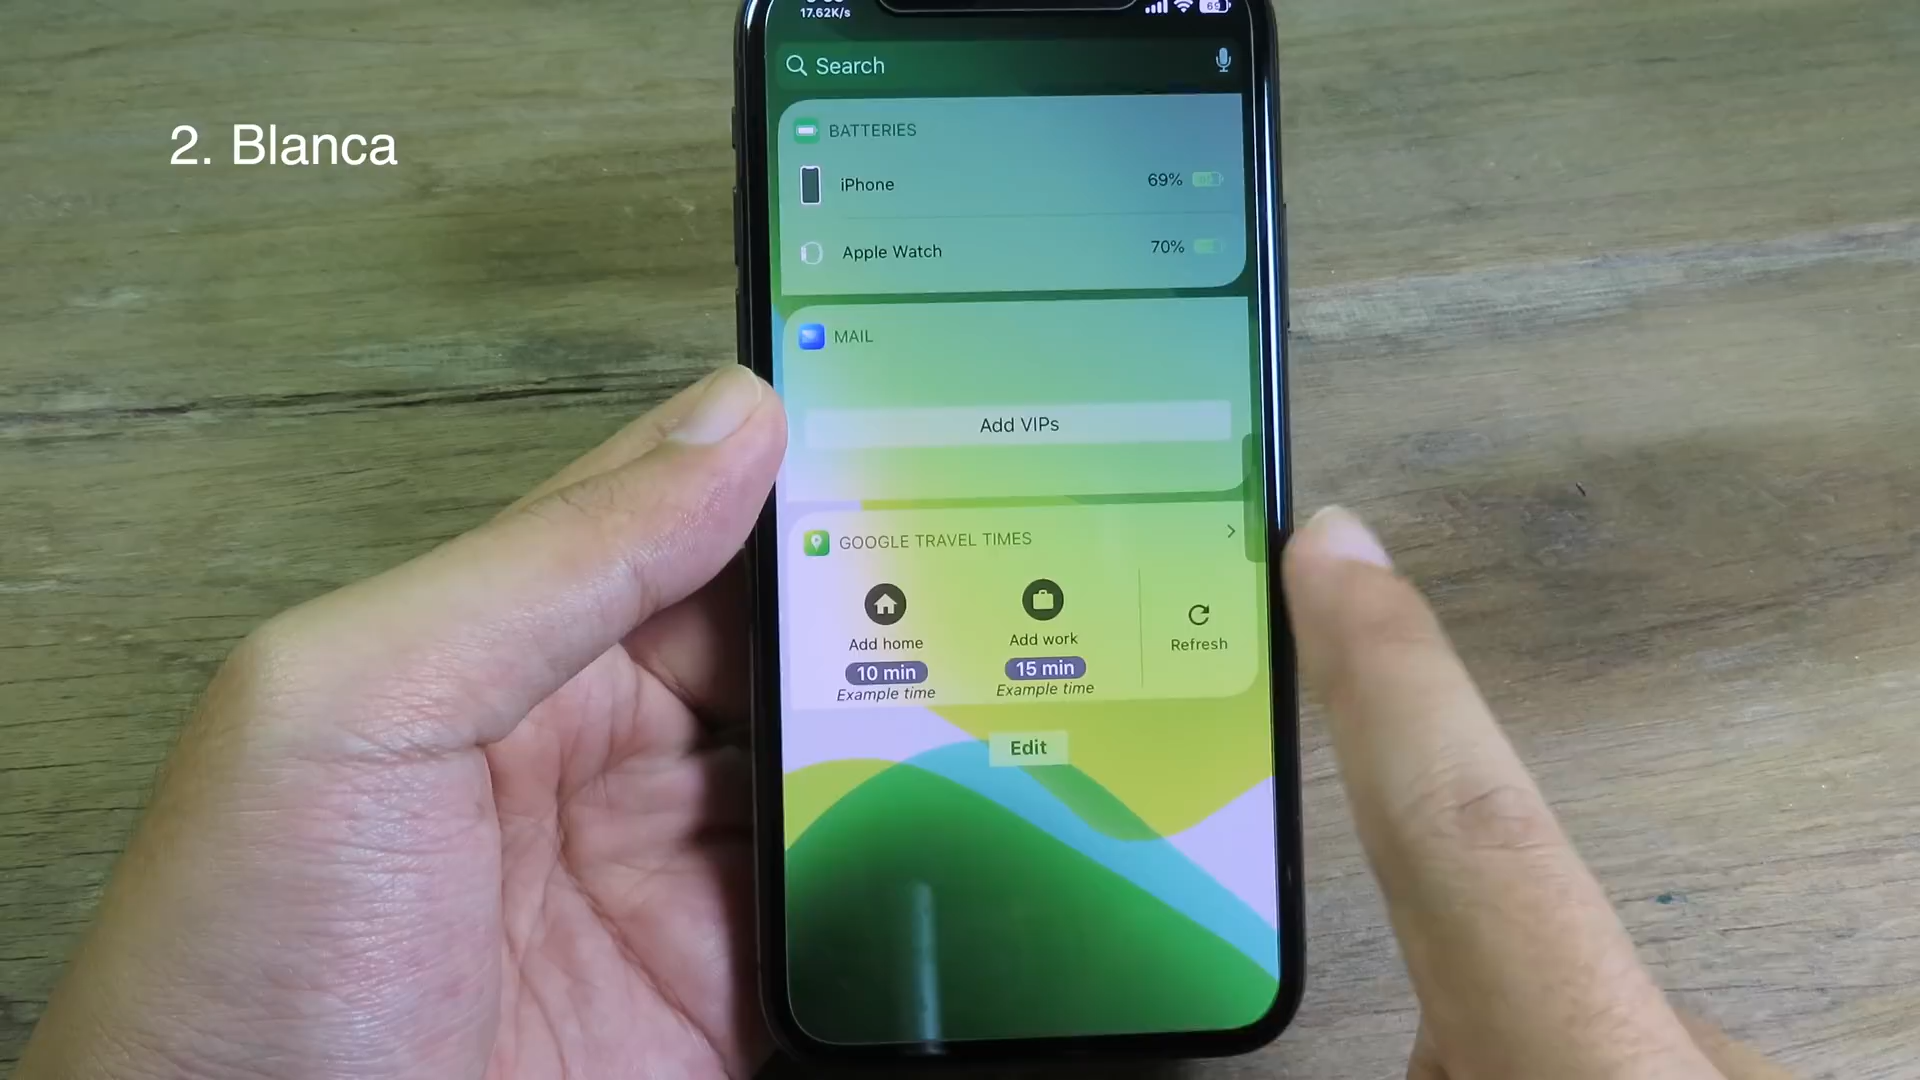 17.62K/s
69
Search
2. Blanca
BATTERIES
iPhone
69%
Apple Watch
70%
MAIL
Add VIPs
GOOGLE TRAVEL TIMES
Add home
Add work
Refresh
10 min
15 min
Example time
Example time
Edit